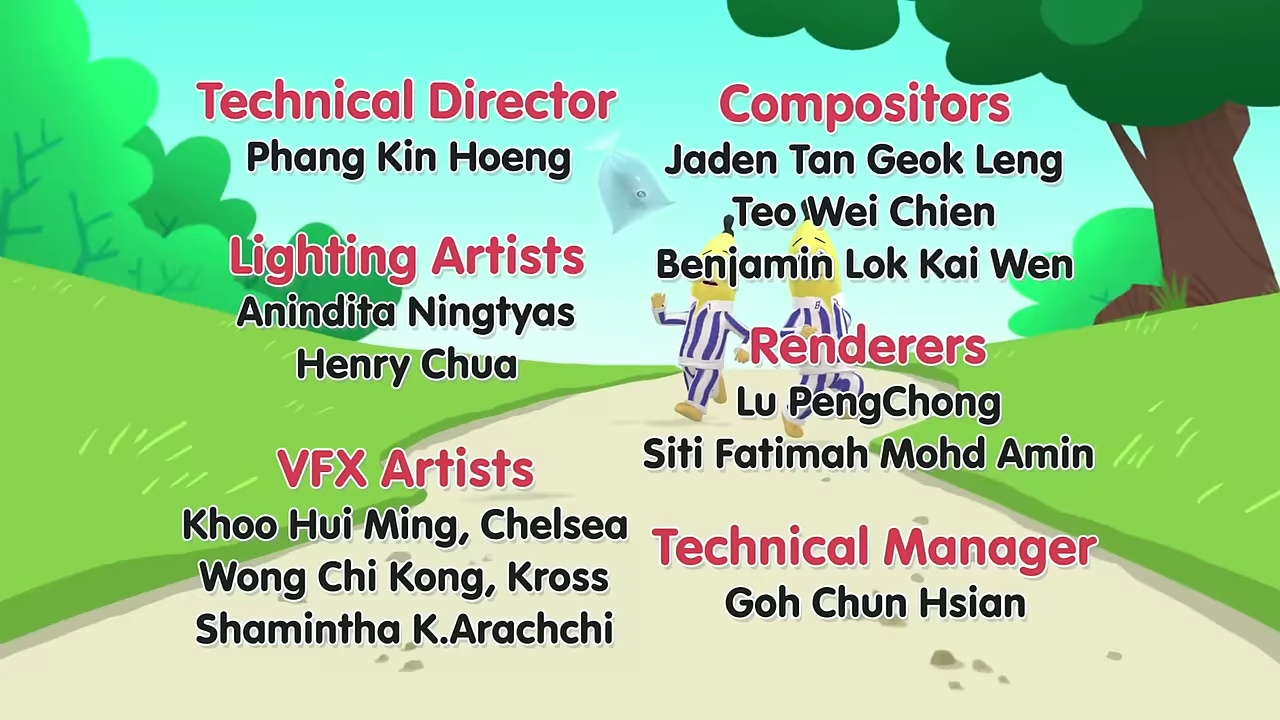 Technical Director
Phang Kin Hoeng
Lighting Artists
Anindita Ningtyas
Henry Chua
VFX Artists
Khoo Hui Ming, Chelsea
Wong Chi Kong, Kross
Shamintha K.Arachchi
Compositors
Jaden Tan Geok Leng
Teo Wei Chien
Benjamin Lok Kai Wen
Renderers
Lu PengChong
Siti Fatimah Mohd Amin
Technical Manager
Goh Chun Hsian